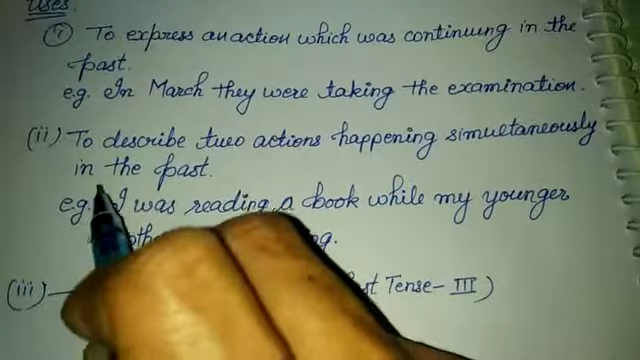 Uses
(i) To express an action which was continuing in the
past.
e.g. In March they were taking the examination.
(ii) To describe two actions happening simultaneously
in the past.
e.g. I was reading a book while my younger
(iii) — Tense - III)